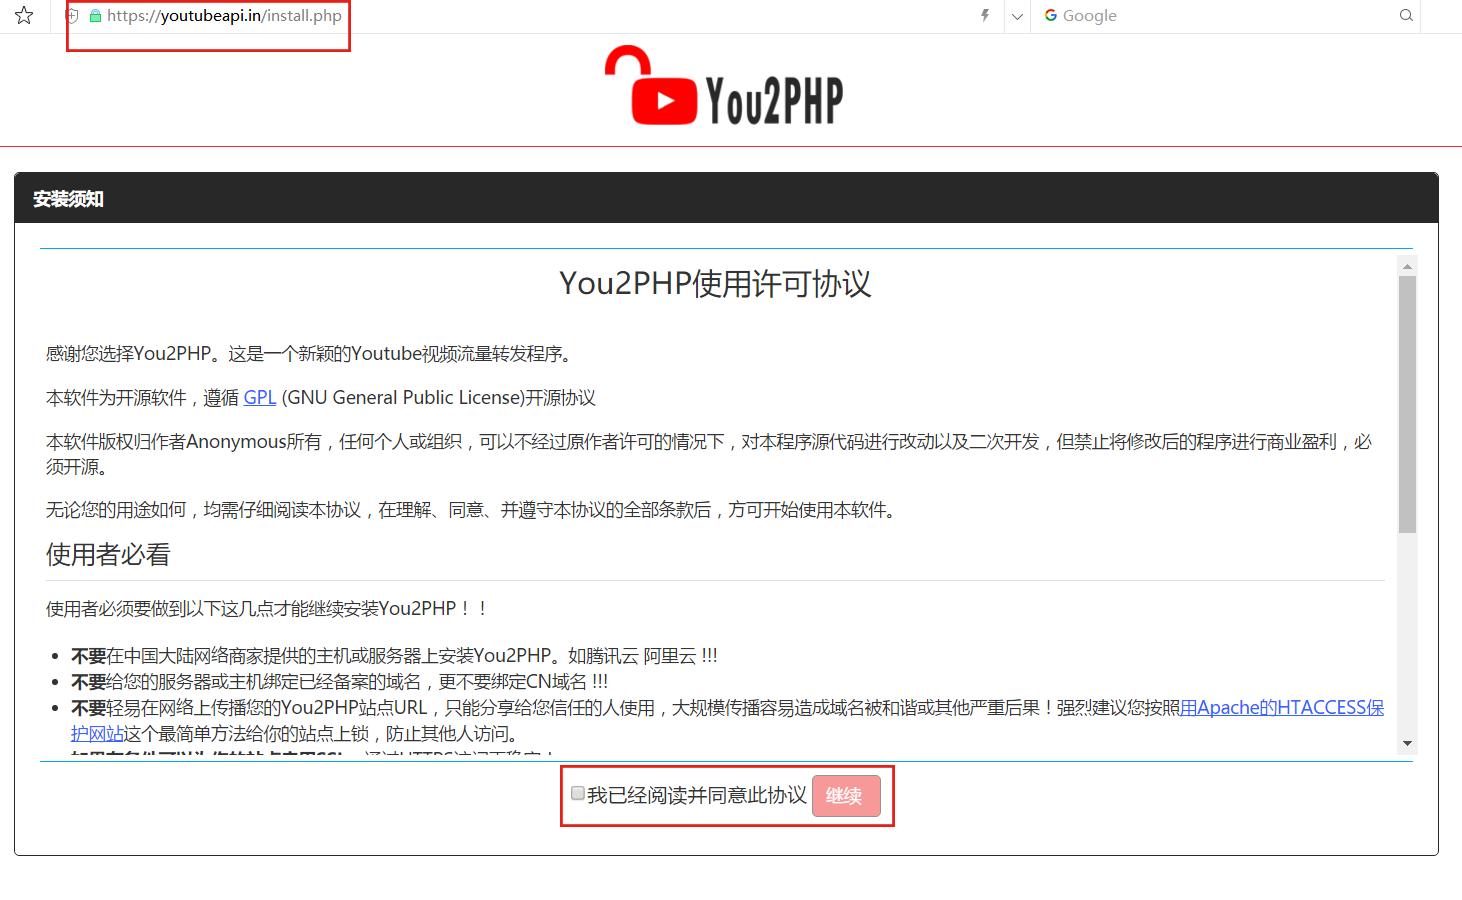 https://youtubeapi.in/install.php
Google
You2PHP
安装须知
You2PHP使用许可协议
感谢您选择You2PHP。这是一个新颖的Youtube视频流量转发程序。
本软件为开源软件，遵循 GPL (GNU General Public License)开源协议
本软件版权归作者Anonymous所有，任何个人或组织，可以不经过原作者许可的情况下，对本程序源代码进行改动以及二次开发，但禁止将修改后的程序进行商业盈利，必
须开源。
无论您的用途如何，均需仔细阅读本协议，在理解、同意、并遵守本协议的全部条款后，方可开始使用本软件。
使用者必看
使用者必须要做到以下这几点才能继续安装You2PHP！！
不要在中国大陆网络商家提供的主机或服务器上安装You2PHP。如腾讯云 阿里云 !!!
不要给您的服务器或主机绑定已经备案的域名，更不要绑定CN域名 !!!
不要轻易在网络上传播您的You2PHP站点URL，只能分享给您信任的人使用，大规模传播容易造成域名被和谐或其他严重后果！强烈建议您按照用Apache的HTACCESS保
护网站这个最简单方法给你的站点上锁，防止其他人访问。
我已经阅读并同意此协议 继续